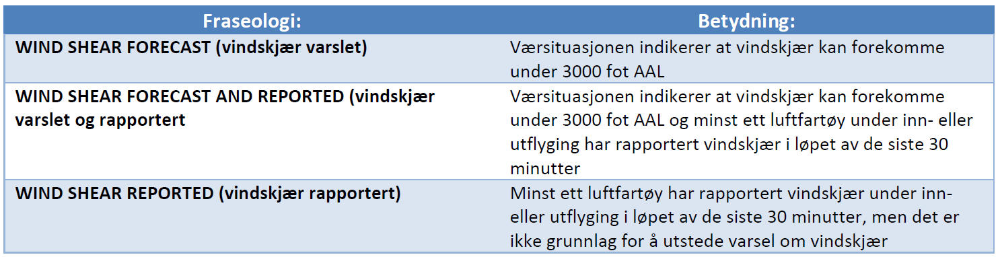 Fraseologi:
Betydning:
WIND SHEAR FORECAST (vindskjær varslet)
Værsituasjonen indikerer at vindskjær kan forekomme
under 3000 fot AAL
WIND SHEAR FORECAST AND REPORTED (vindskjær
varslet og rapportert
Værsituasjonen indikerer at vindskjær kan forekomme
under 3000 fot AAL og minst ett luftfartøy under inn- eller
utflyging har rapportert vindskjær i løpet av de siste 30
minutter
WIND SHEAR REPORTED (vindskjær rapportert)
Minst ett luftfartøy har rapportert vindskjær under inn-
eller utflyging i løpet av de siste 30 minutter, men det er
ikke grunnlag for å utstede varsel om vindskjær